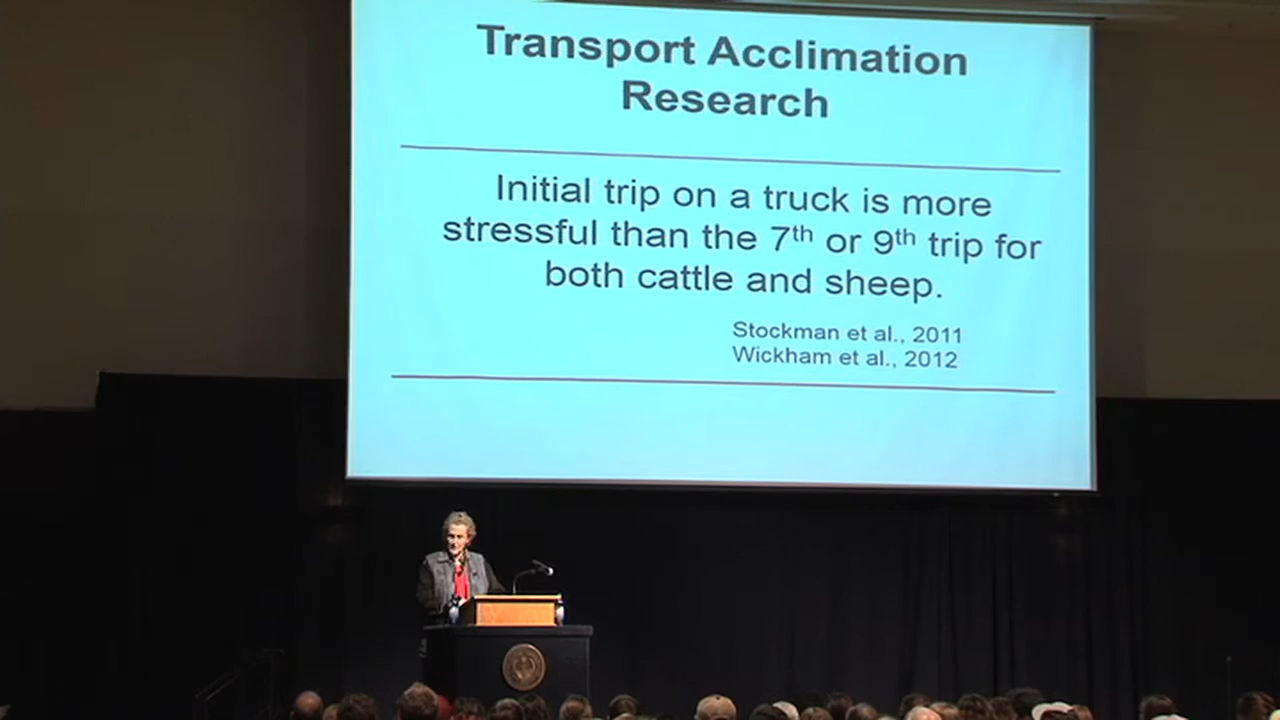 Transport Acclimation
Research
Initial trip on a truck is more
stressful than the 7th or 9th trip for
both cattle and sheep.
Stockman et al., 2011
Wickham et al., 2012